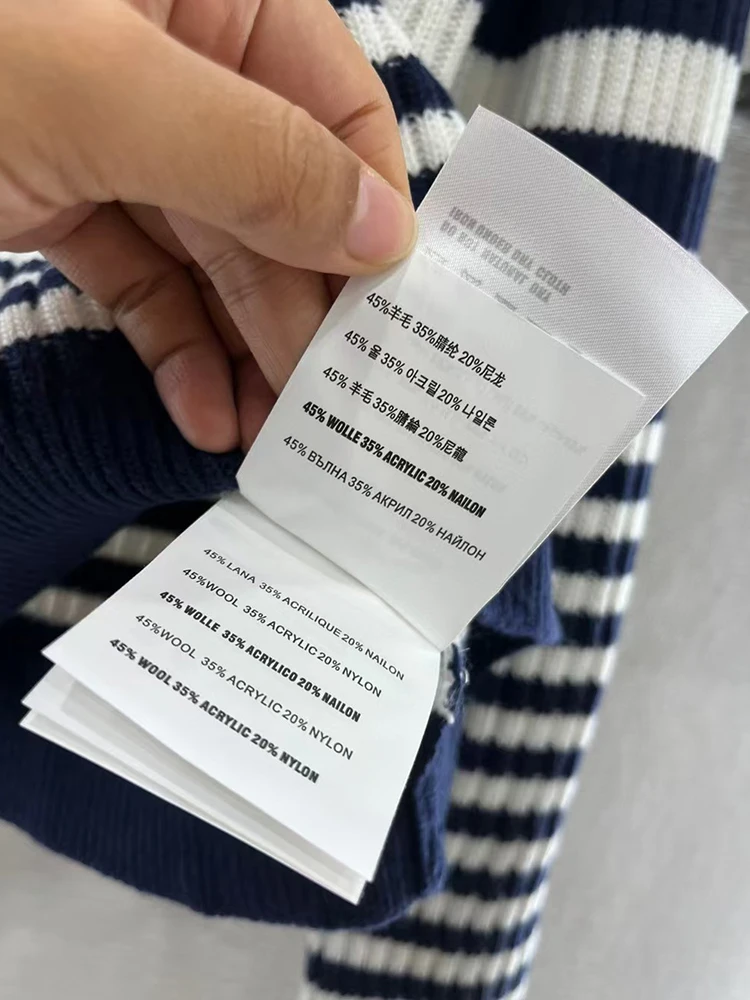 45%羊毛 35%腈纶 20%尼龙
45% 울 35% 아크릴 20% 나일론
45% 羊毛 35%腈綸 20%尼龍
45% WOLLE 35% ACRYLIC 20% NAILON
45% ВЪЛНА 35% АКРИЛ 20% НАЙЛОН
45% LANA 35% ACRILIQUE 20% NAILON
45%WOOL 35% ACRYLIC 20% NYLON
45% WOLLE 35% ACRYLICO 20% NAILON
45%WOOL 35% ACRYLIC 20% NYLON
45% WOOL 35% ACRYLIC 20% NYLON